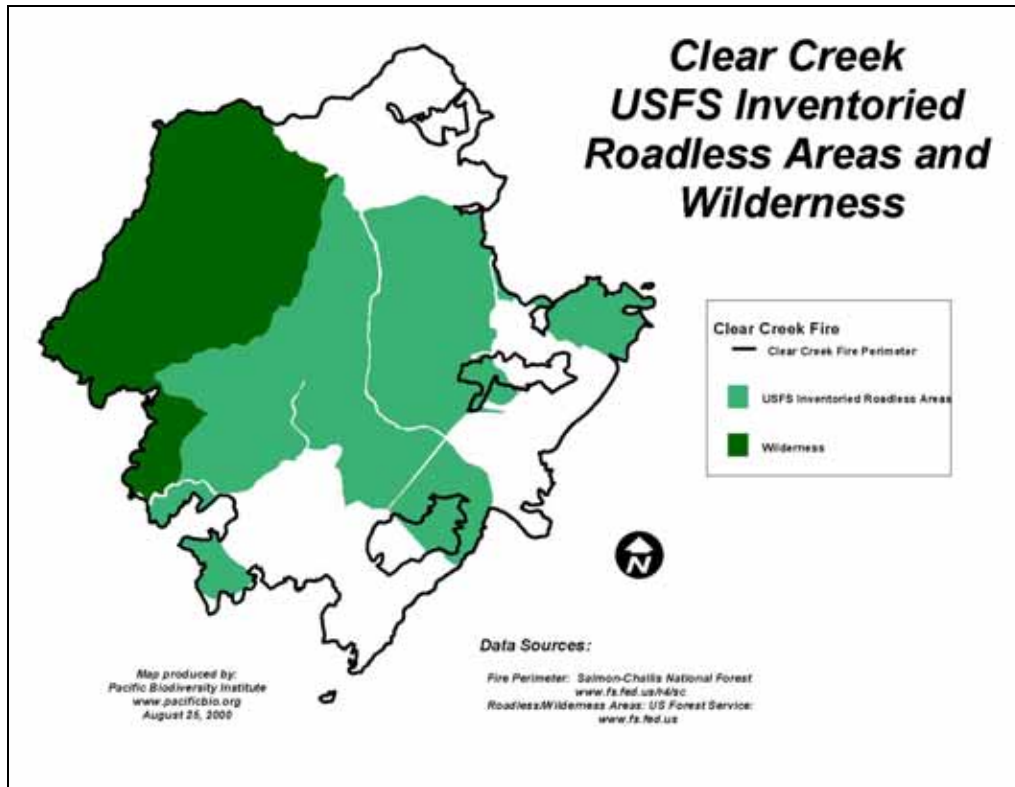 Clear Creek
USFS Inventoried
Roadless Areas and
Wilderness
Clear Creek Fire
Clear Creek Fire Perimeter
USFS Inventoried Roadless Areas
Wilderness
N
Data Sources:
Fire Perimeter: Salmon-Challis National Forest
www.fs.fed.us/r4/sc
Roadless/Wilderness Areas: US Forest Service:
www.fs.fed.us
Map produced by:
Pacific Biodiversity Institute
www.pacificbio.org
August 25, 2000